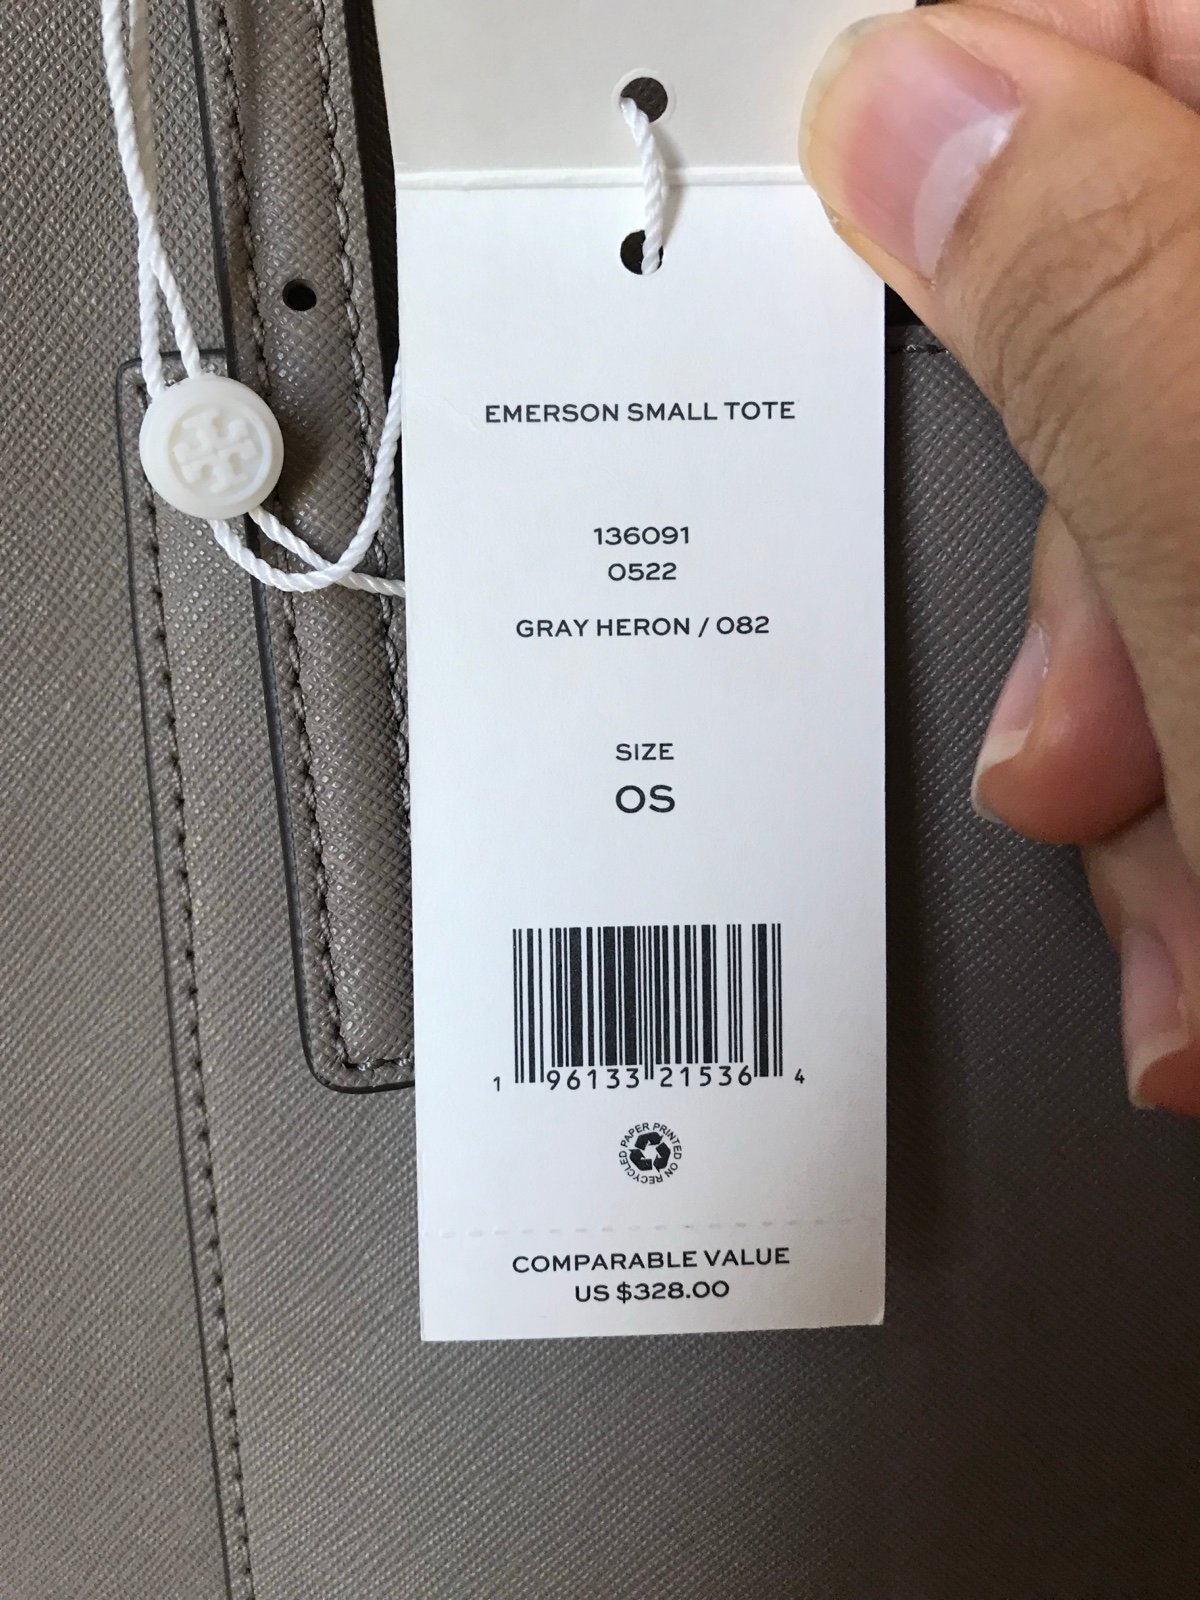 EMERSON SMALL TOTE
136091
0522
GRAY HERON / 082
SIZE
OS
1 96133 21536 4
PRINTED ON RECYCLED PAPER
COMPARABLE VALUE
US $328.00